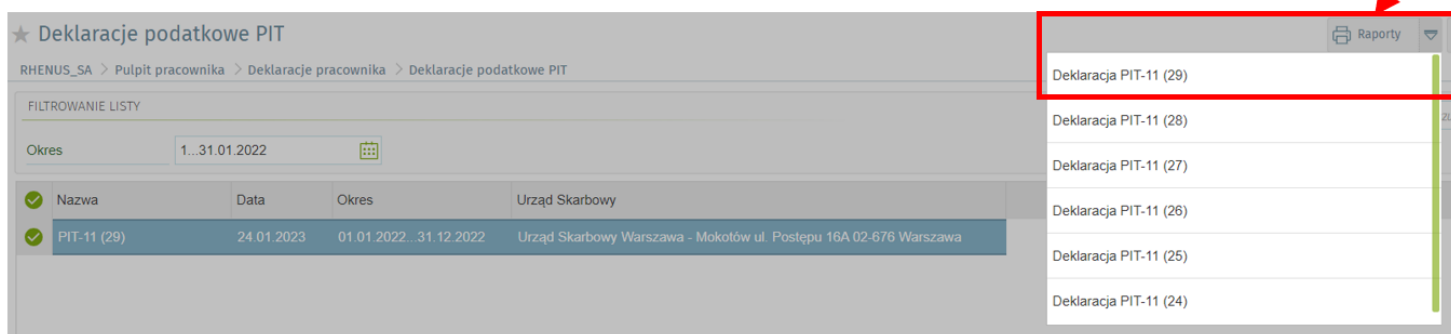 Deklaracje podatkowe PIT
Raporty
RHENUS_SA > Pulpit pracownika > Deklaracje pracownika > Deklaracje podatkowe PIT
FILTROWANIE LISTY
Okres 1...31.01.2022
Nazwa Data Okres Urząd Skarbowy
PIT-11 (29) 24.01.2023 01.01.2022...31.12.2022 Urząd Skarbowy Warszawa - Mokotów ul. Postępu 16A 02-676 Warszawa
Deklaracja PIT-11 (29)
Deklaracja PIT-11 (28)
Deklaracja PIT-11 (27)
Deklaracja PIT-11 (26)
Deklaracja PIT-11 (25)
Deklaracja PIT-11 (24)